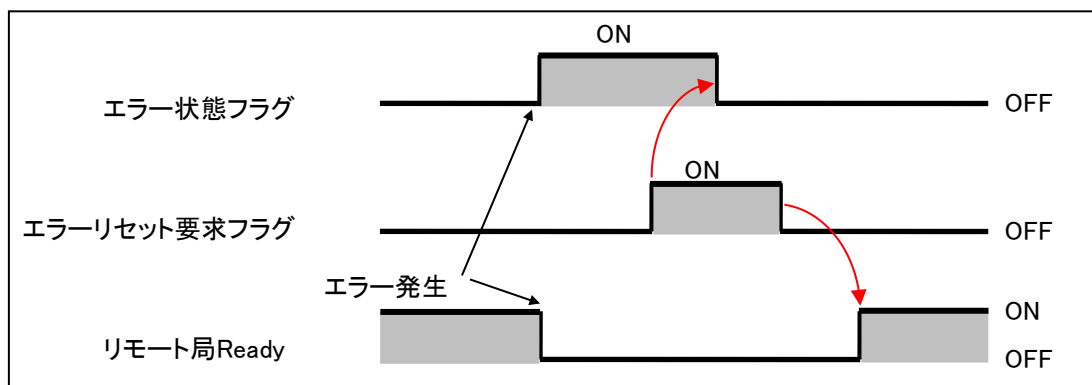 ON
エラー状態フラグ
OFF
ON
エラーリセット要求フラグ
OFF
エラー発生
ON
リモート局Ready
OFF